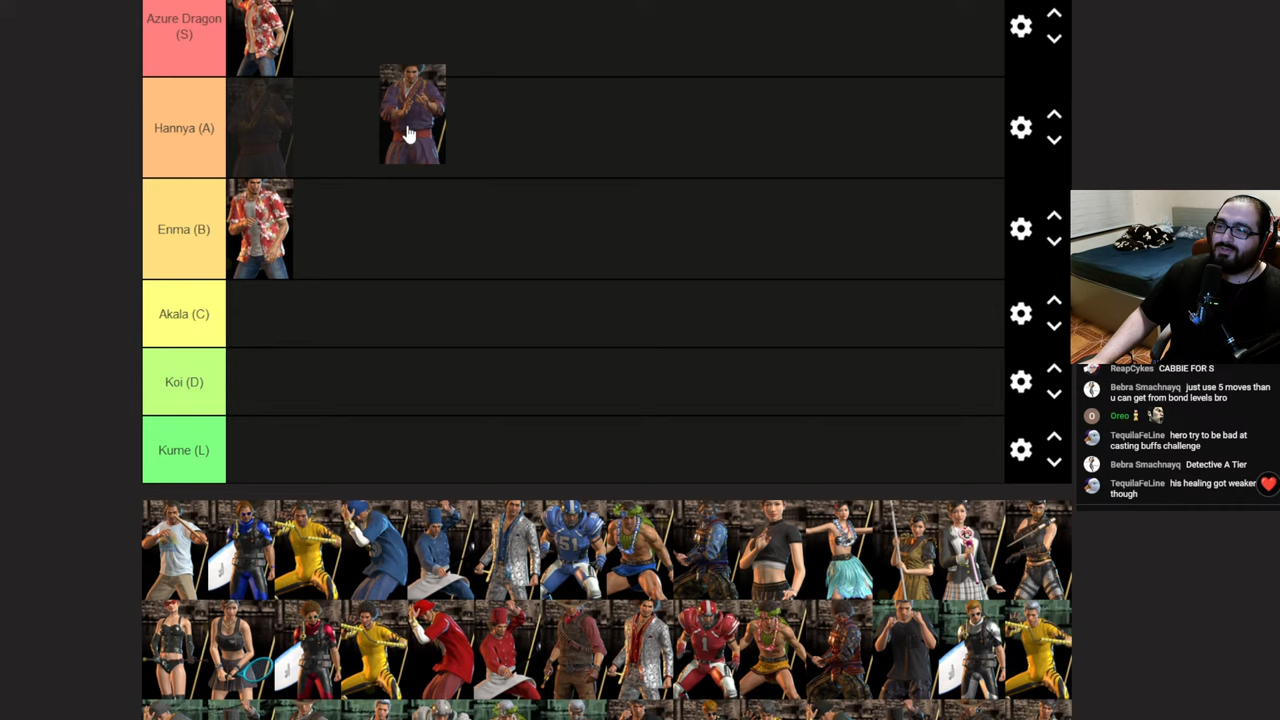 Azure Dragon
(S)
Hannya (A)
Enma (B)
Akala (C)
Koi (D)
Kume (L)
ReapCykes CABBIE FOR S
Bebra Smachnayq just use 5 moves than
u can get from bond levels bro
Oreo
TequilaFeLine hero try to be bad at
casting buffs challenge
Bebra Smachnayq Detective A Tier
TequilaFeLine his healing got weaker
though
51
1